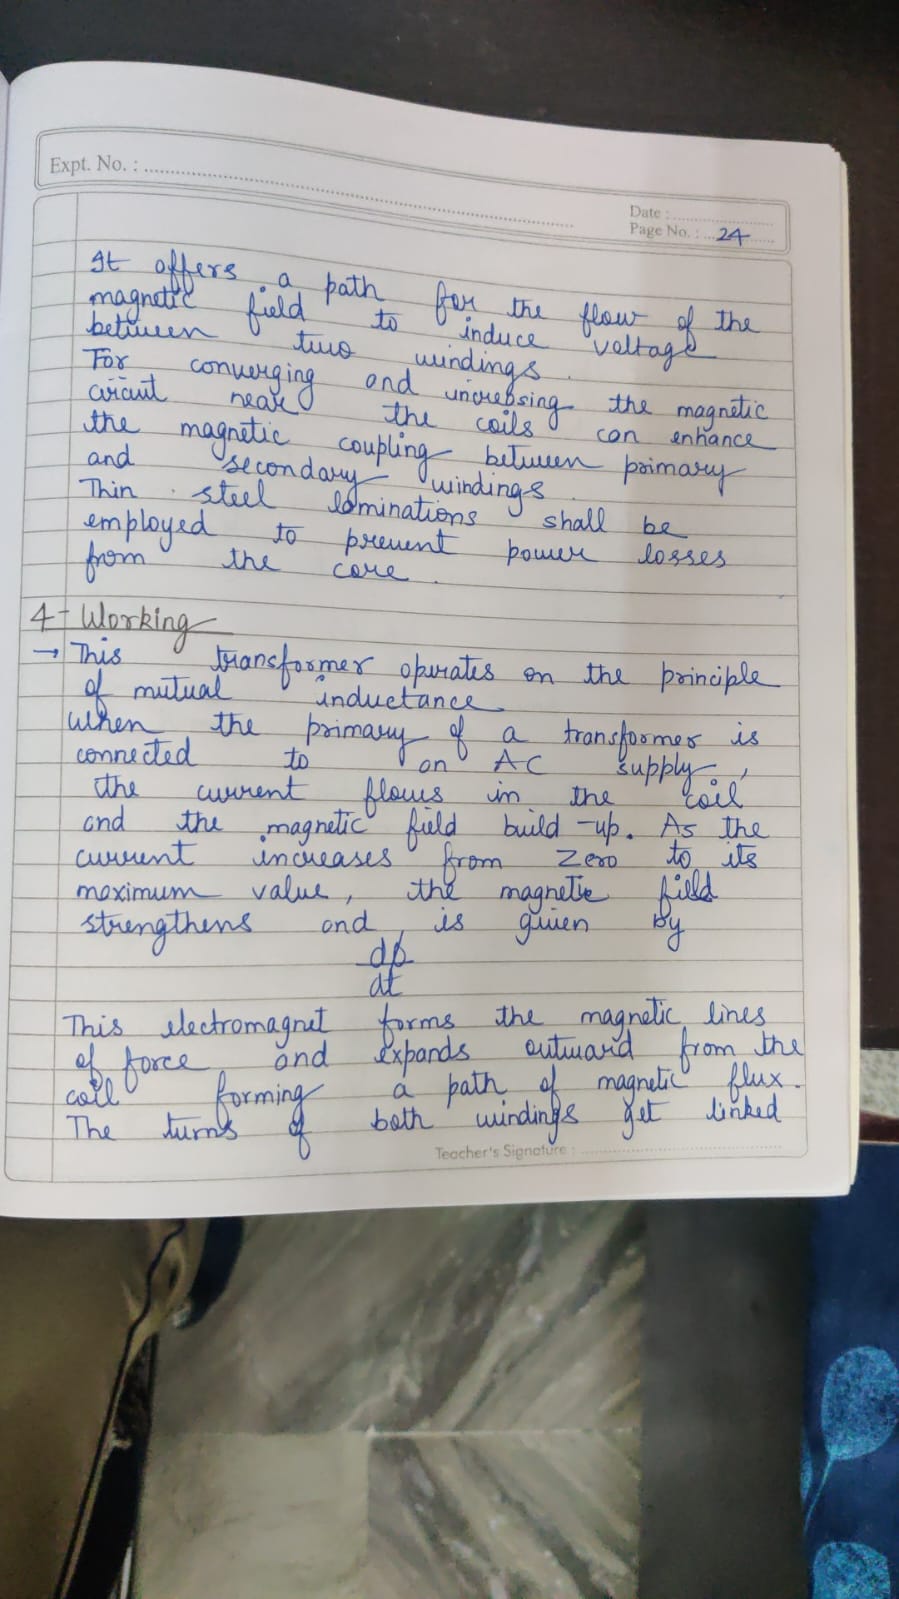 Expt. No. :
Date :
Page No. : 24
It offers a path for the flow of the
magnetic field to induce voltage
between two windings.
For converging and increasing the magnetic
circuit near the coils can enhance
the magnetic coupling between primary
and secondary windings.
Thin steel laminations shall be
employed to prevent power losses
from the core.
4- Working
→ This transformer operates on the principle
of mutual inductance.
When the primary of a transformer is
connected to an AC supply,
the current flows in the coil
and the magnetic field build-up. As the
current increases from zero to its
maximum value, the magnetic field
strengthens and is given by
dϕ
dt
This electromagnet forms the magnetic lines
of force and expands outward from the
coil forming a path of magnetic flux.
The turns of both windings get linked
Teacher's Signature :